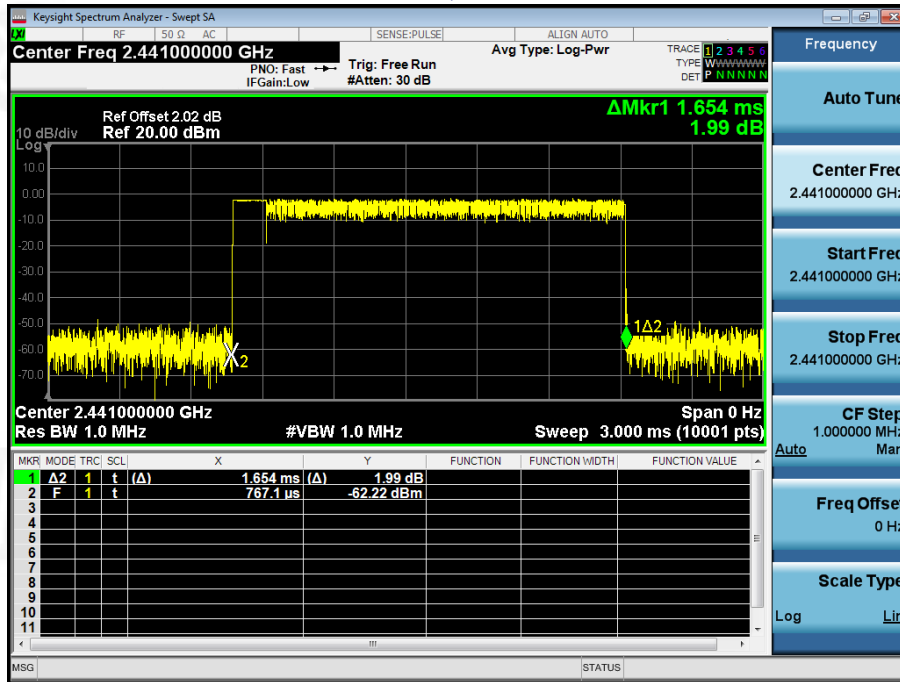 Keysight Spectrum Analyzer - Swept SA
LXI RF 50 Ω AC SENSE:PULSE ALIGN AUTO
Center Freq 2.441000000 GHz
PNO: Fast
IFGain:Low
Trig: Free Run
#Atten: 30 dB
Avg Type: Log-Pwr
TRACE 1 2 3 4 5 6
TYPE WWWWWWW
DET P N N N N N
Frequency
ΔMkr1 1.654 ms
1.99 dB
Ref Offset 2.02 dB
10 dB/div Ref 20.00 dBm
Log
10.0
0.00
-10.0
-20.0
-30.0
-40.0
-50.0
-60.0
-70.0
1Δ2
2
Center 2.441000000 GHz Span 0 Hz
Res BW 1.0 MHz #VBW 1.0 MHz Sweep 3.000 ms (10001 pts)
MKR MODE TRC SCL X Y FUNCTION FUNCTION WIDTH FUNCTION VALUE
1 Δ2 1 t (Δ) 1.654 ms (Δ) 1.99 dB
2 F 1 t 767.1 µs -62.22 dBm
3
4
5
6
7
8
9
10
11
MSG STATUS
Auto Tune
Center Freq
2.441000000 GHz
Start Freq
2.441000000 GHz
Stop Freq
2.441000000 GHz
CF Step
1.000000 MHz
Auto Man
Freq Offset
0 Hz
Scale Type
Log Lin